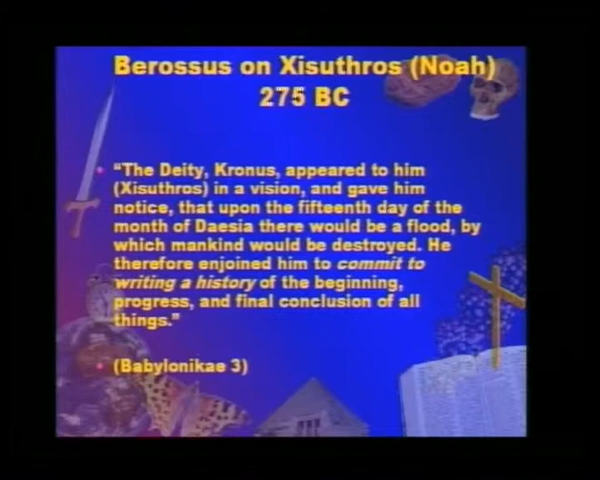 Berossus on Xisuthros (Noah)
275 BC
"The Deity, Kronus, appeared to him
(Xisuthros) in a vision, and gave him
notice, that upon the fifteenth day of the
month of Daesia there would be a flood, by
which mankind would be destroyed. He
therefore enjoined him to commit to
writing a history of the beginning,
progress, and final conclusion of all
things."
(Babylonikae 3)